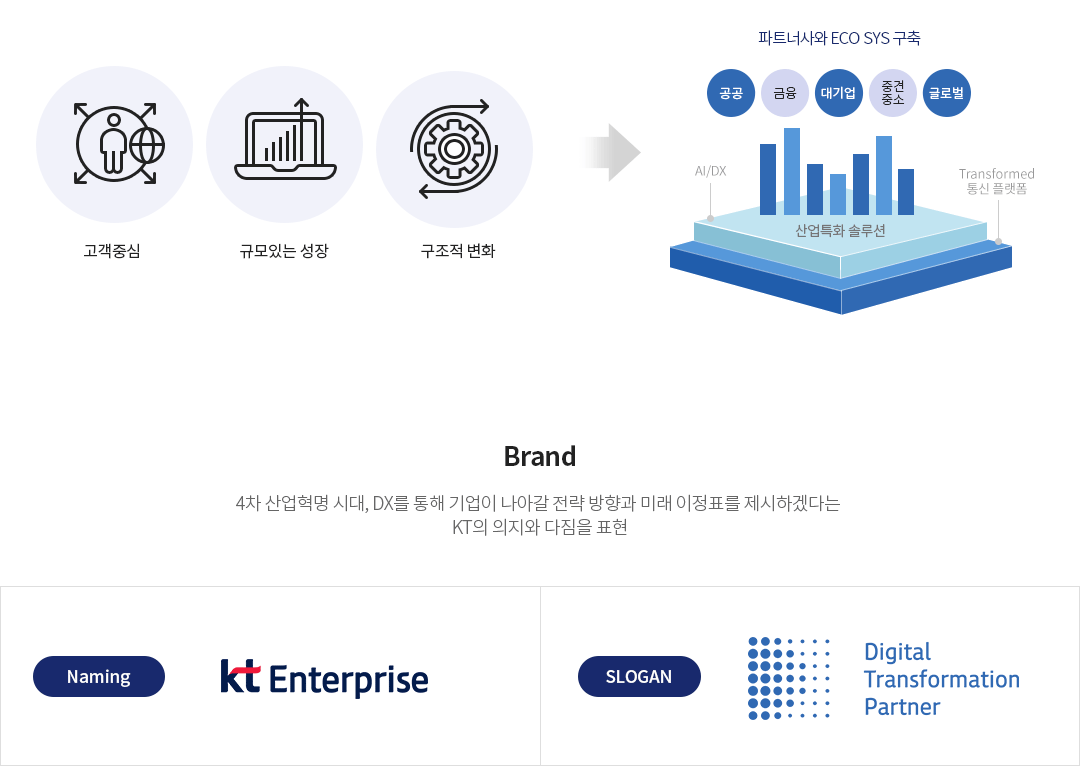 파트너사와 ECO SYS 구축
공공
금융
대기업
중견
중소
글로벌
AI/DX
Transformed
통신 플랫폼
산업특화 솔루션
고객중심
규모있는 성장
구조적 변화
Brand
4차 산업혁명 시대, DX를 통해 기업이 나아갈 전략 방향과 미래 이정표를 제시하겠다는
KT의 의지와 다짐을 표현
Naming
kt Enterprise
SLOGAN
Digital
Transformation
Partner